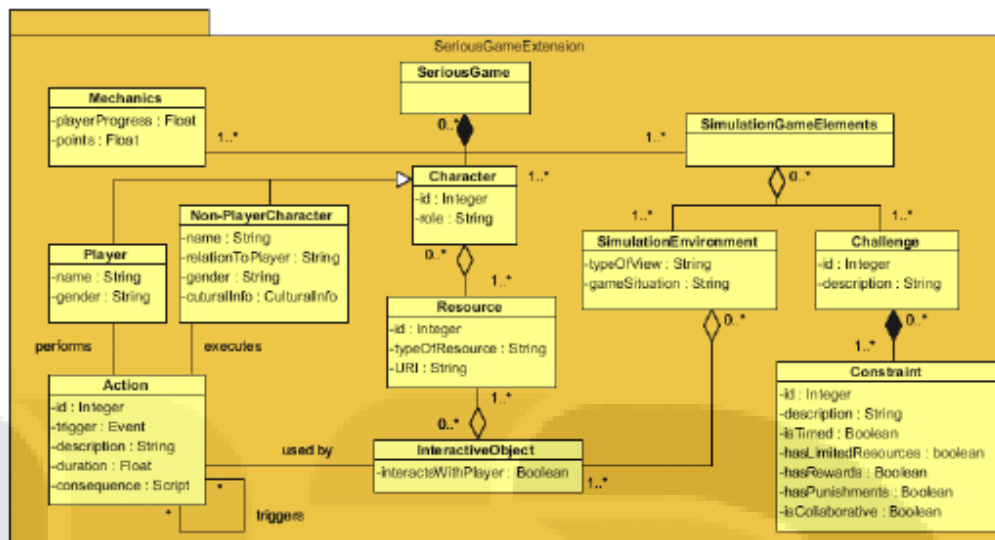 SeriousGameExtension
SeriousGame
0..*
Mechanics
-playerProgress : Float
-points : Float
1..*
1..*
SimulationGameElements
0..*
Character
-id : Integer
-role : String
1..*
0..*
Non-PlayerCharacter
-name : String
-relationToPlayer : String
-gender : String
-cuturalInfo : CulturalInfo
Player
-name : String
-gender : String
1..*
1..*
SimulationEnvironment
-typeOfView : String
-gameSituation : String
0..*
Challenge
-id : Integer
-description : String
0..*
1..*
Resource
-id : Integer
-typeOfResource : String
-URI : String
1..*
0..*
performs
executes
Action
-id : Integer
-trigger : Event
-description : String
-duration : Float
-consequence : Script
*
*
triggers
used by
InteractiveObject
-interactsWithPlayer : Boolean
1..*
1..*
Constraint
-id : Integer
-description : String
-isTimed : Boolean
-hasLimitedResources : boolean
-hasRewards : Boolean
-hasPunishments : Boolean
-isCollaborative : Boolean